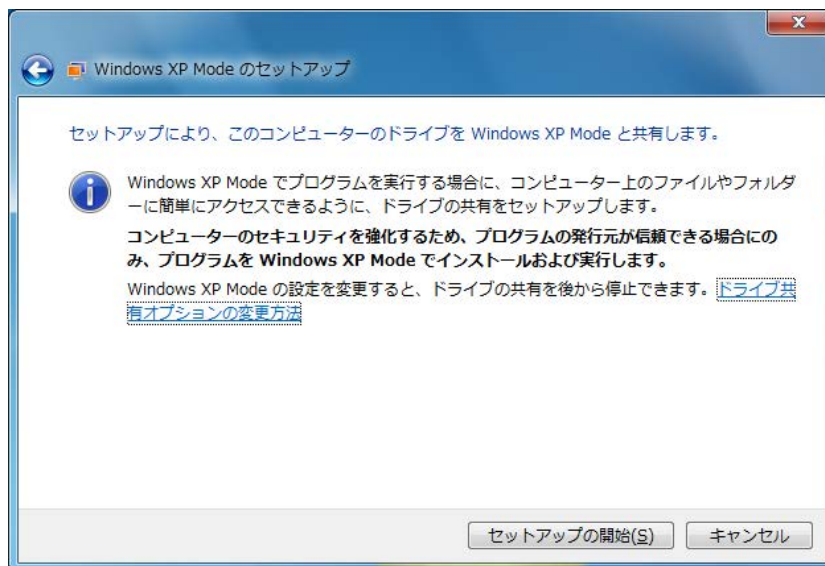 Windows XP Mode のセットアップ
セットアップにより、このコンピューターのドライブを Windows XP Mode と共有します。
Windows XP Mode でプログラムを実行する場合に、コンピューター上のファイルやフォルダ
ーに簡単にアクセスできるように、ドライブの共有をセットアップします。
コンピューターのセキュリティを強化するため、プログラムの発行元が信頼できる場合にの
み、プログラムを Windows XP Mode でインストールおよび実行します。
Windows XP Mode の設定を変更すると、ドライブの共有を後から停止できます。ドライブ共
有オプションの変更方法
セットアップの開始(S) キャンセル